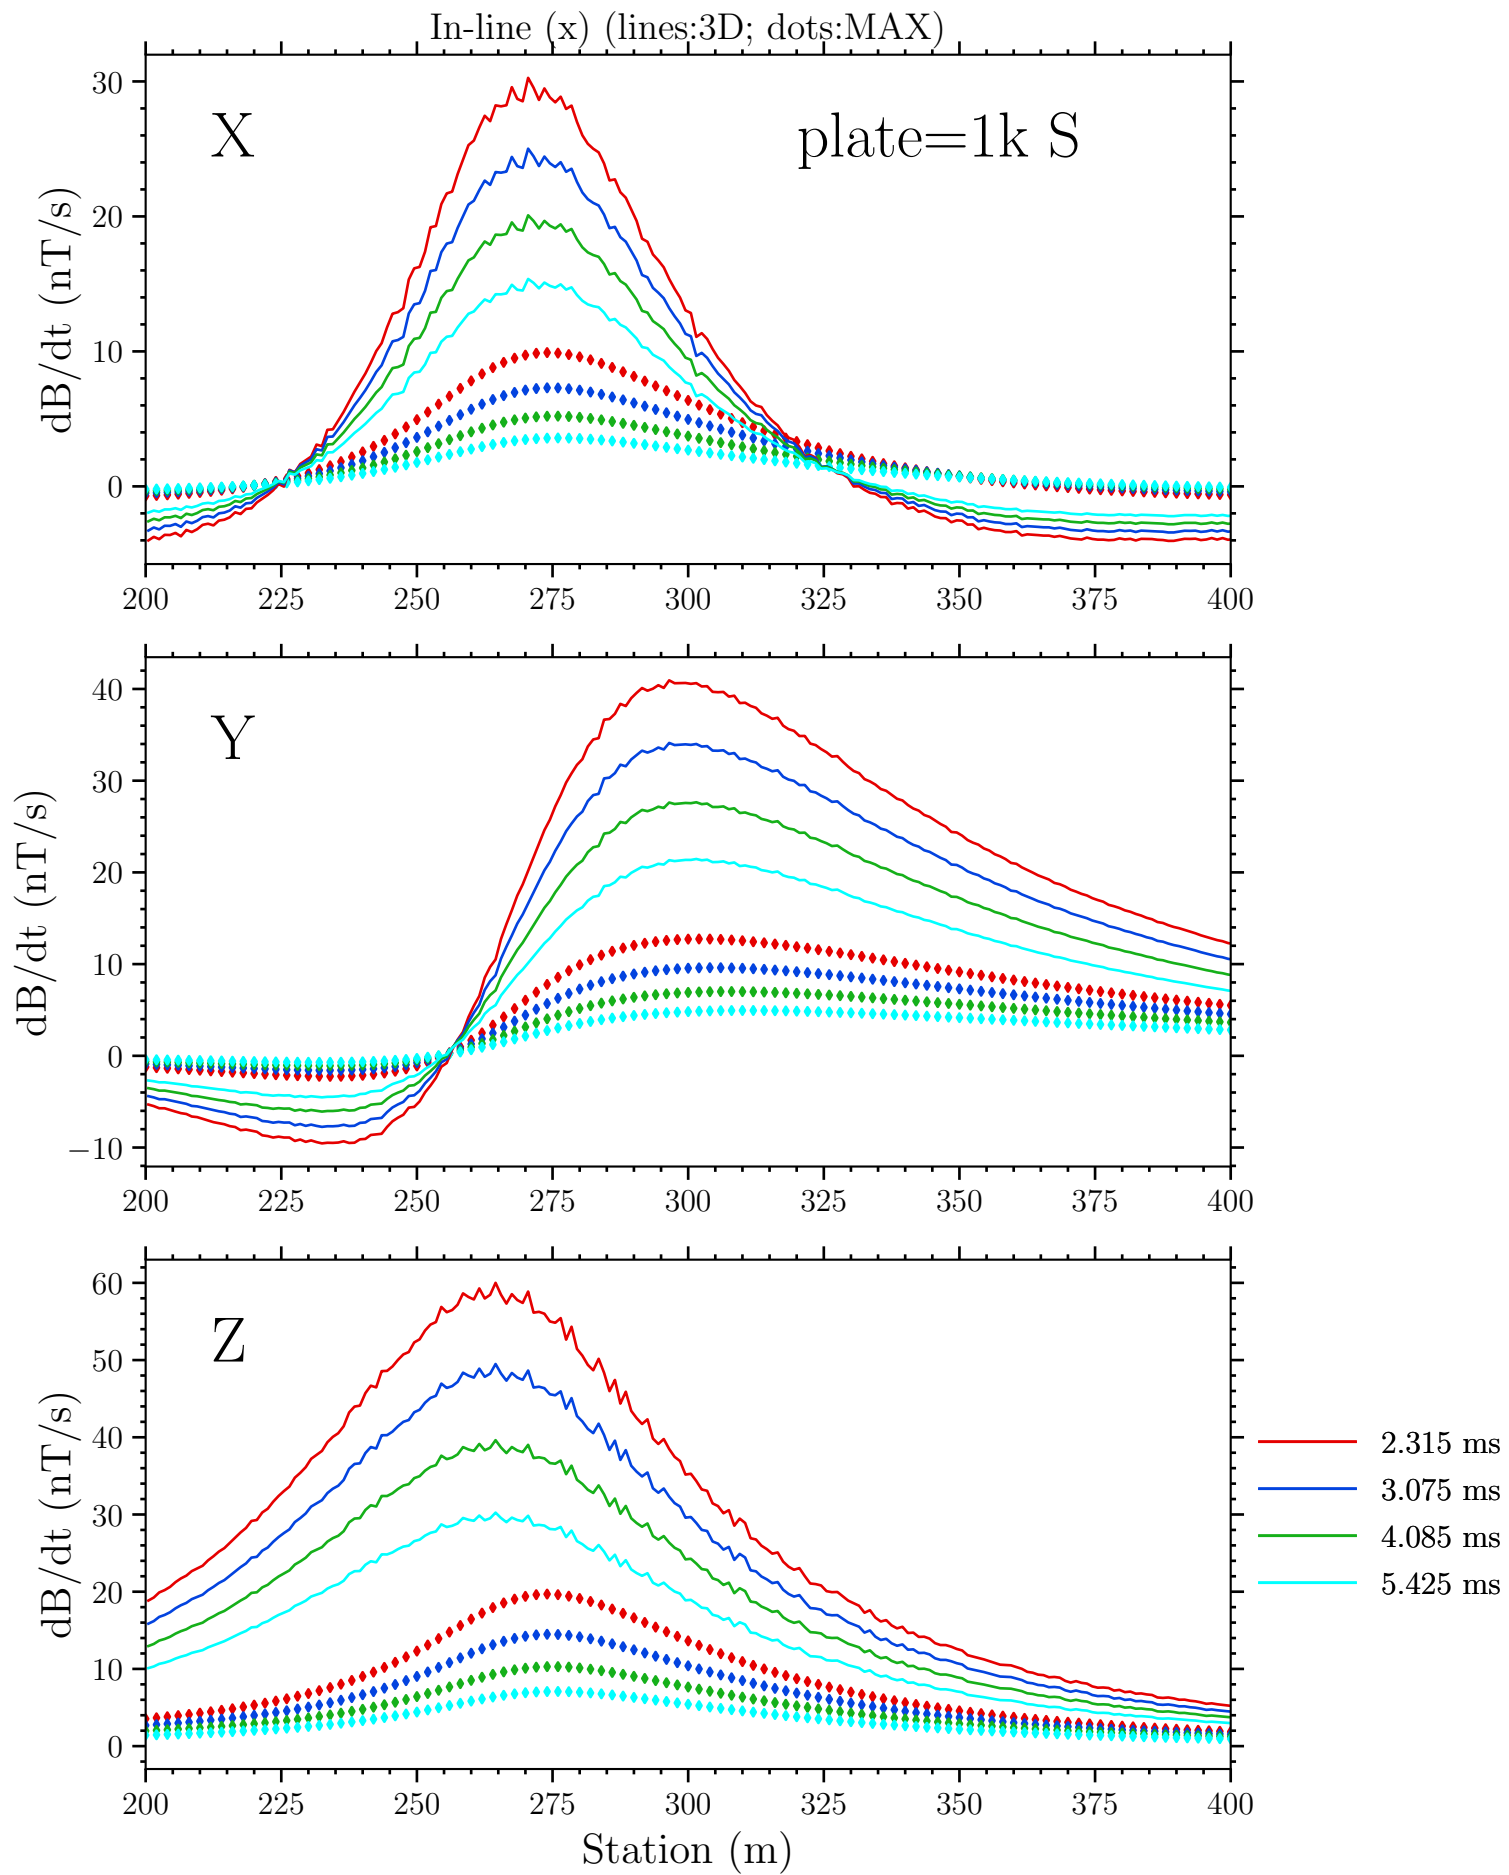 In-line (x) (lines:3D; dots:MAX)
X
plate=1k S
dB/dt (nT/s)
30
20
10
0
200 225 250 275 300 325 350 375 400
Y
dB/dt (nT/s)
40
30
20
10
0
−10
200 225 250 275 300 325 350 375 400
Z
dB/dt (nT/s)
60
50
40
30
20
10
0
200 225 250 275 300 325 350 375 400
Station (m)
2.315 ms
3.075 ms
4.085 ms
5.425 ms